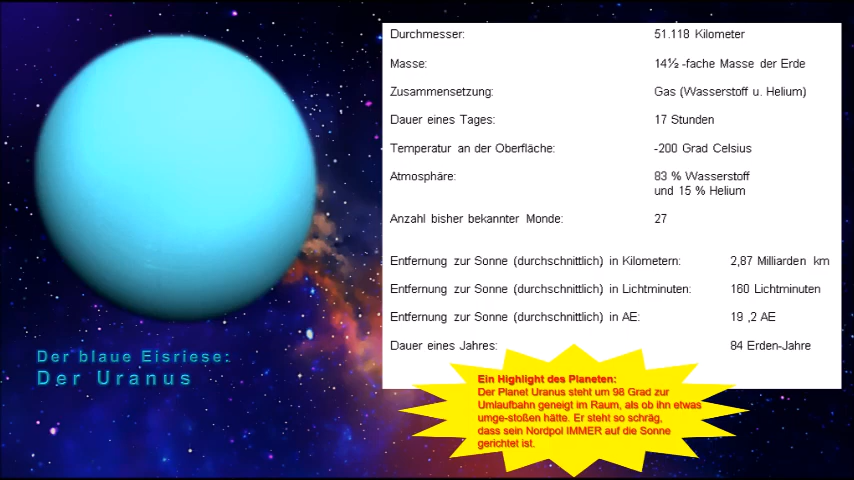 Durchmesser: 51.118 Kilometer
Masse: 14½ -fache Masse der Erde
Zusammensetzung: Gas (Wasserstoff u. Helium)
Dauer eines Tages: 17 Stunden
Temperatur an der Oberfläche: -200 Grad Celsius
Atmosphäre: 83 % Wasserstoff
und 15 % Helium
Anzahl bisher bekannter Monde: 27
Entfernung zur Sonne (durchschnittlich) in Kilometern: 2,87 Milliarden km
Entfernung zur Sonne (durchschnittlich) in Lichtminuten: 160 Lichtminuten
Entfernung zur Sonne (durchschnittlich) in AE: 19 ,2 AE
Dauer eines Jahres: 84 Erden-Jahre
Der blaue Eisriese:
Der Uranus
Ein Highlight des Planeten:
Der Planet Uranus steht um 98 Grad zur
Umlaufbahn geneigt im Raum, als ob ihn etwas
umge-stoßen hätte. Er steht so schräg,
dass sein Nordpol IMMER auf die Sonne
gerichtet ist.